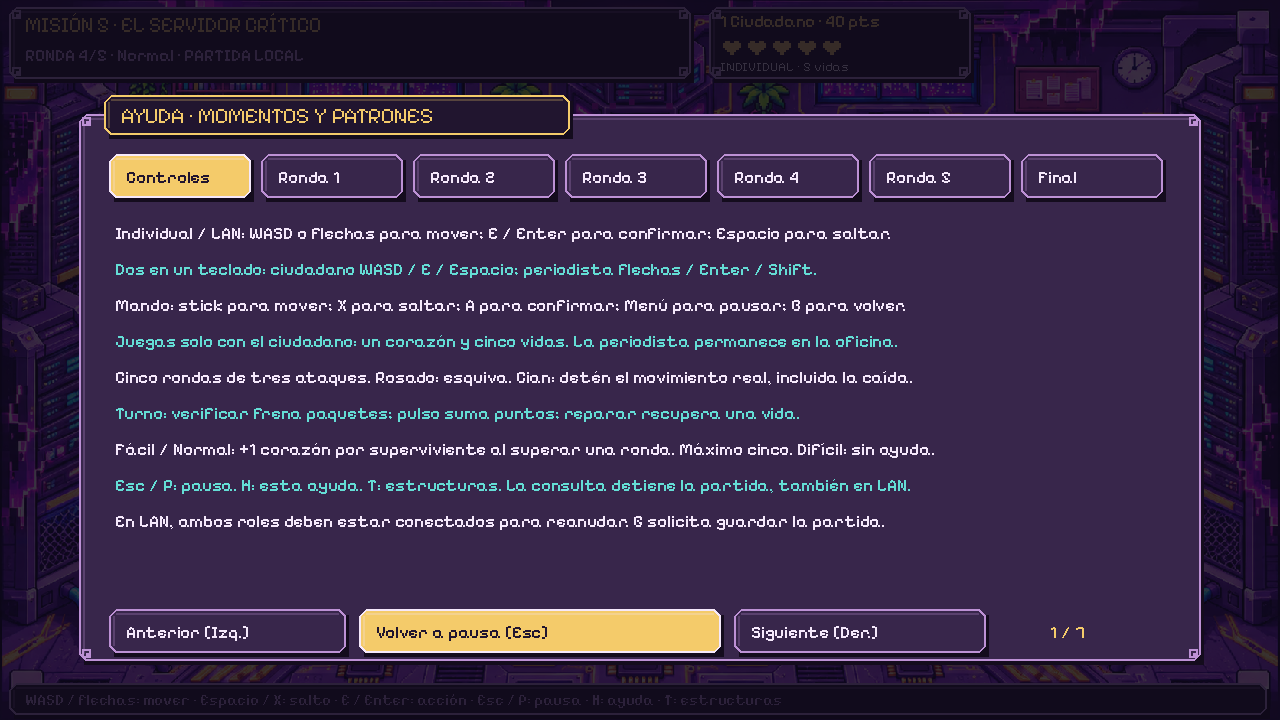 MISIÓN 5 · EL SERVIDOR CRÍTICO
RONDA 4/5 · Normal · PARTIDA LOCAL
1 Ciudadano · 40 pts
INDIVIDUAL · 5 vidas
AYUDA · MOMENTOS Y PATRONES
Controles
Ronda 1
Ronda 2
Ronda 3
Ronda 4
Ronda 5
Final
Individual / LAN: WASD o flechas para mover; E / Enter para confirmar; Espacio para saltar.
Dos en un teclado: ciudadano WASD / E / Espacio; periodista flechas / Enter / Shift.
Mando: stick para mover; X para saltar; A para confirmar; Menú para pausar; B para volver.
Juegas solo con el ciudadano: un corazón y cinco vidas. La periodista permanece en la oficina.
Cinco rondas de tres ataques. Rosado: esquiva. Cian: detén el movimiento real, incluida la caída.
Turno: verificar frena paquetes; pulso suma puntos; reparar recupera una vida.
Fácil / Normal: +1 corazón por superviviente al superar una ronda. Máximo cinco. Difícil: sin ayuda.
Esc / P: pausa. H: esta ayuda. T: estructuras. La consulta detiene la partida, también en LAN.
En LAN, ambos roles deben estar conectados para reanudar. G solicita guardar la partida.
Anterior (Izq.)
Volver a pausa (Esc)
Siguiente (Der.)
1 / 7
WASD / flechas: mover · Espacio / X: salto · E / Enter: acción · Esc / P: pausa · H: ayuda · T: estructuras